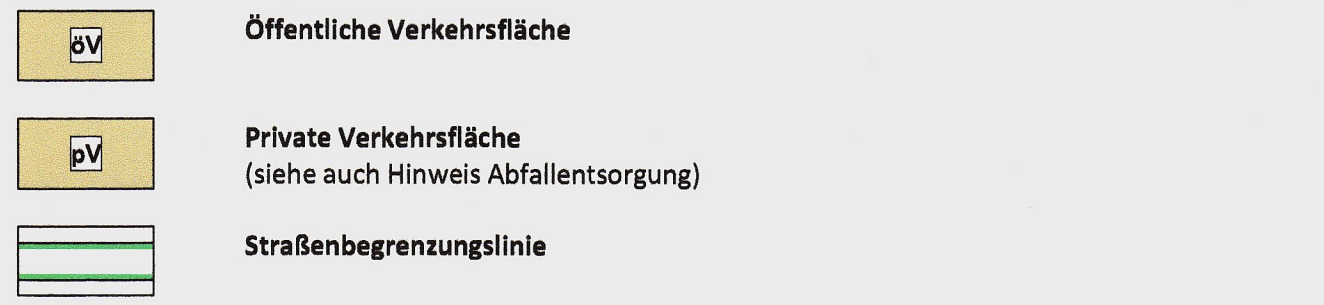 öV Öffentliche Verkehrsfläche
pV Private Verkehrsfläche
(siehe auch Hinweis Abfallentsorgung)
Straßenbegrenzungslinie